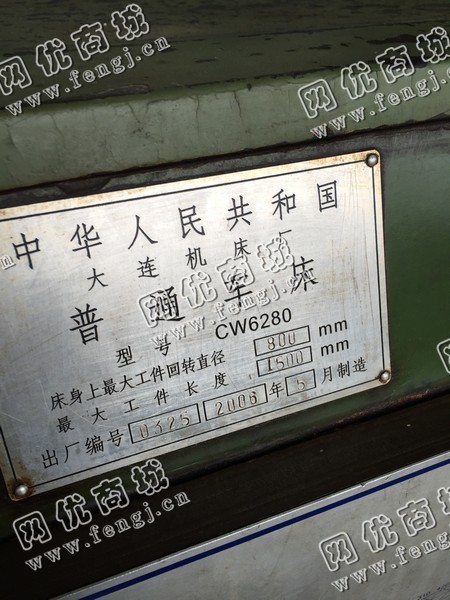 网优商城
www.fengj.cn
网优商城
www.fengj.cn
中华人民共和国
大连机床厂
普通车床
型号 CW6280
床身上最大工件回转直径 800 mm
最大工件长度 1500 mm
出厂编号 0325 2006 年 5 月制造
网优商城
www.fengj.cn
网优商城
www.fengj.cn